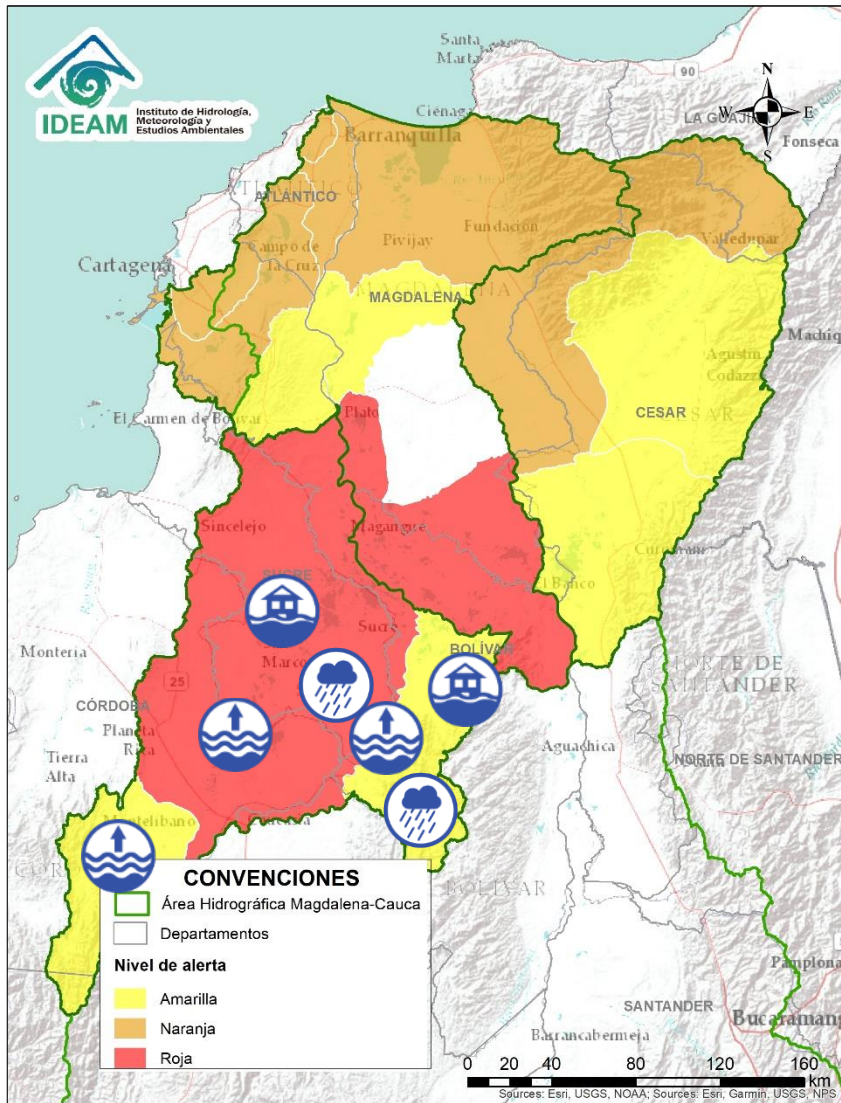 IDEAM
Instituto de Hidrología,
Meteorología y
Estudios Ambientales
Santa
Marta
90
N
W
E
S
LA GUAJI
Ciénaga
Fonseca
Barranquilla
ATLÁNTICO
Campo de
la Cruz
Pivijay
Fundación
Valledupar
Cartagena
MAGDALENA
Agustín
Codazzi
CESAR
El Carmen de Bolívar
Plato
Sincelejo
Magangué
SUCRE
El Banco
Sucre
Marcos
BOLÍVAR
NORTE DE
SANTANDER
Montería
25
CÓRDOBA
Planeta
Rica
Tierra
Alta
Aguachica
NORTE DE SANTANDER
Montelíbano
Caucasia
BOLÍVAR
CONVENCIONES
Área Hidrográfica Magdalena-Cauca
Departamentos
Nivel de alerta
Amarilla
Naranja
Roja
Pamplona
SANTANDER
Bucaramang
Barrancabermeja
0 20 40 80 120 160
km
Sources: Esri, USGS, NOAA; Sources: Esri, Garmin, USGS, NPS